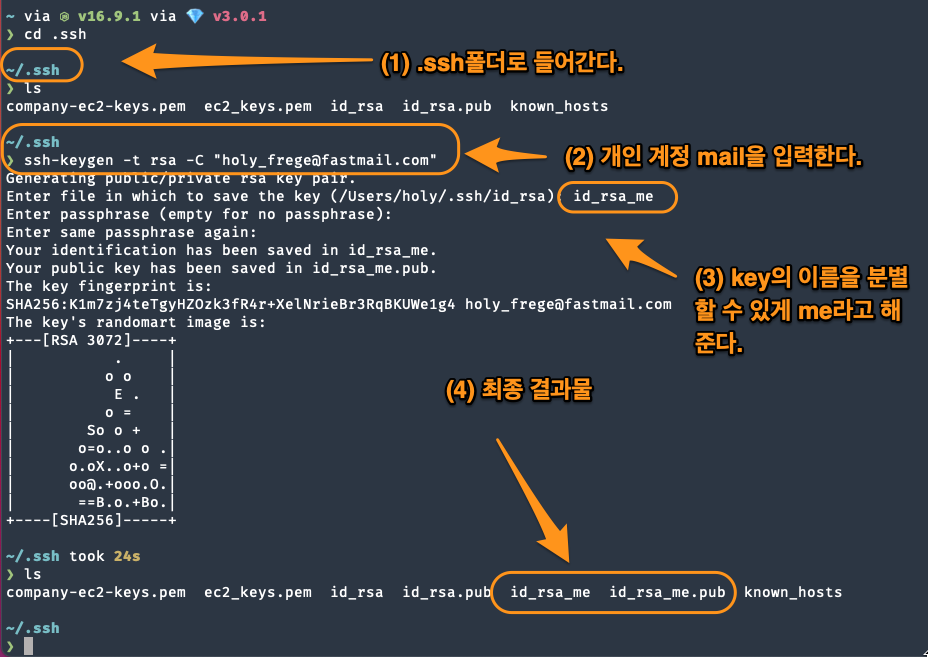 ~ via v16.9.1 via 💎 v3.0.1
❯ cd .ssh
(1) .ssh폴더로 들어간다.
~/.ssh
❯ ls
company-ec2-keys.pem ec2_keys.pem id_rsa id_rsa.pub known_hosts
~/.ssh
❯ ssh-keygen -t rsa -C "holy_frege@fastmail.com"
(2) 개인 계정 mail을 입력한다.
Generating public/private rsa key pair.
Enter file in which to save the key (/Users/holy/.ssh/id_rsa): id_rsa_me
Enter passphrase (empty for no passphrase):
Enter same passphrase again:
Your identification has been saved in id_rsa_me.
Your public key has been saved in id_rsa_me.pub.
(3) key의 이름을 분별
할 수 있게 me라고 해
준다.
The key fingerprint is:
SHA256:K1m7zj4teTgyHZOzk3fR4r+XelNrieBr3RqBKUWe1g4 holy_frege@fastmail.com
The key's randomart image is:
+---[RSA 3072]----+
|            .    |
|          o o    |
|           E .   |
|          o =    |
|        So o +   |
|       o=o..o o .|
|      o.oX..o+o =|
|      oo@.+ooo.O.|
|       ==B.o.+Bo.|
+----[SHA256]-----+
(4) 최종 결과물
~/.ssh took 24s
❯ ls
company-ec2-keys.pem ec2_keys.pem id_rsa id_rsa.pub id_rsa_me id_rsa_me.pub known_hosts
~/.ssh
❯